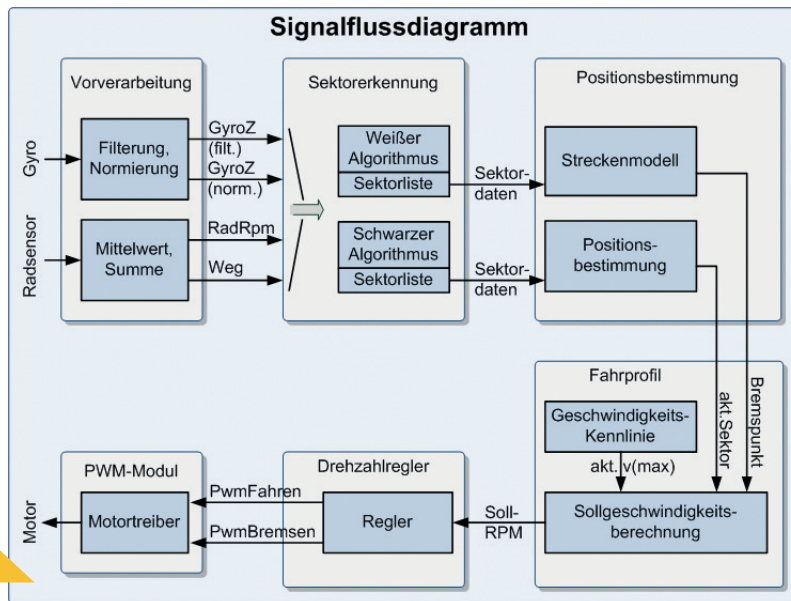 Signalflussdiagramm
Vorverarbeitung
Sektorerkennung
Positionsbestimmung
Gyro
Filterung,
Normierung
GyroZ
(filt.)
GyroZ
(norm.)
Weißer
Algorithmus
Sektorliste
Sektor-
daten
Streckenmodell
Radsensor
Mittelwert,
Summe
RadRpm
Weg
Schwarzer
Algorithmus
Sektorliste
Sektor-
daten
Positions-
bestimmung
Fahrprofil
Geschwindigkeits-
Kennlinie
akt. v(max)
akt.Sektor
Bremspunkt
PWM-Modul
Drehzahlregler
Motor
Motortreiber
PwmFahren
PwmBremsen
Regler
Soll-
RPM
Sollgeschwindigkeits-
berechnung